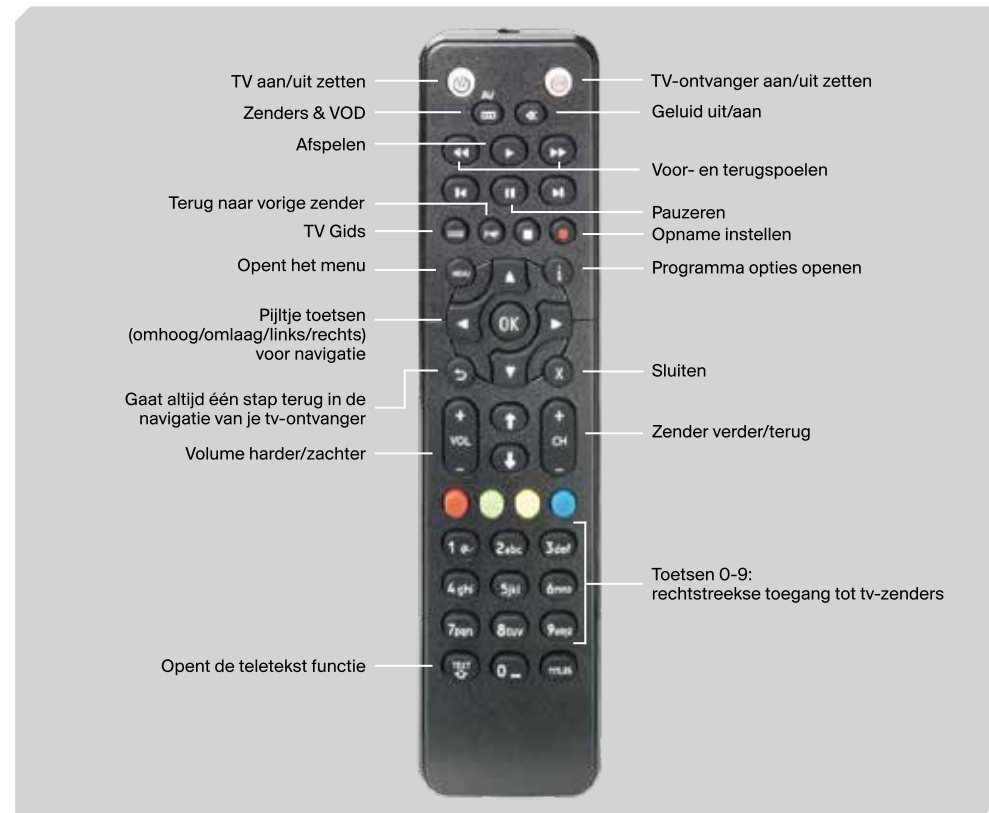 TV aan/uit zetten
TV-ontvanger aan/uit zetten
AV
Zenders & VOD
Geluid uit/aan
Afspelen
Voor- en terugspoelen
Terug naar vorige zender
Pauzeren
TV Gids
Opname instellen
Opent het menu
MENU
i
Programma opties openen
Pijltje toetsen
(omhoog/omlaag/links/rechts)
voor navigatie
OK
X
Sluiten
Gaat altijd één stap terug in de
navigatie van je tv-ontvanger
+
+
VOL
CH
Zender verder/terug
Volume harder/zachter
-
-
1
2abc
3def
Toetsen 0-9:
rechtstreekse toegang tot tv-zenders
4ghi
5jkl
6mno
7pqrs
8tuv
9wxyz
Opent de teletekst functie
TEXT
0